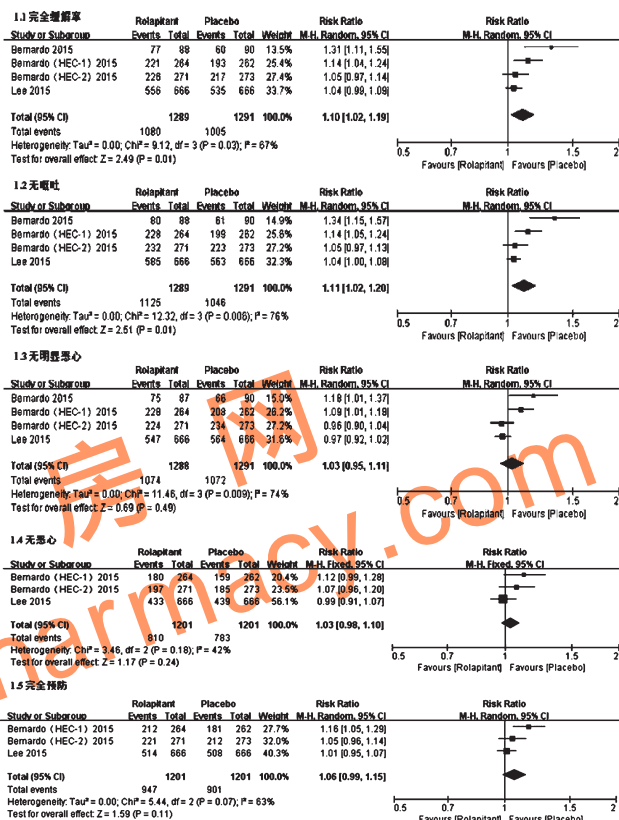 1.1 完全缓解率
Rolapitant Placebo Risk Ratio Risk Ratio
Study or Subgroup Events Total Events Total Weight M-H, Random, 95% CI M-H, Random, 95% CI
Bernardo 2015 77 88 60 90 13.5% 1.31 [1.11, 1.55]
Bernardo (HEC-1) 2015 221 264 193 262 25.4% 1.14 [1.04, 1.24]
Bernardo (HEC-2) 2015 228 271 217 273 27.4% 1.05 [0.97, 1.14]
Lee 2015 556 666 535 666 33.7% 1.04 [0.99, 1.09]
Total (95% CI) 1289 1291 100.0% 1.10 [1.02, 1.19]
Total events 1080 1005
Heterogeneity: Tau² = 0.00; Chi² = 9.12, df = 3 (P = 0.03); I² = 67%
Test for overall effect: Z = 2.49 (P = 0.01)
0.5 0.7 1 1.5 2
Favours [Rolapitant] Favours [Placebo]
1.2 无呕吐
Rolapitant Placebo Risk Ratio Risk Ratio
Study or Subgroup Events Total Events Total Weight M-H, Random, 95% CI M-H, Random, 95% CI
Bernardo 2015 80 88 61 90 14.9% 1.34 [1.15, 1.57]
Bernardo (HEC-1) 2015 228 264 199 262 25.8% 1.14 [1.05, 1.24]
Bernardo (HEC-2) 2015 232 271 223 273 27.0% 1.05 [0.97, 1.13]
Lee 2015 585 666 563 666 32.3% 1.04 [1.00, 1.08]
Total (95% CI) 1289 1291 100.0% 1.11 [1.02, 1.20]
Total events 1125 1046
Heterogeneity: Tau² = 0.00; Chi² = 12.32, df = 3 (P = 0.006); I² = 76%
Test for overall effect: Z = 2.51 (P = 0.01)
0.5 0.7 1 1.5 2
Favours [Rolapitant] Favours [Placebo]
1.3 无明显恶心
Rolapitant Placebo Risk Ratio Risk Ratio
Study or Subgroup Events Total Events Total Weight M-H, Random, 95% CI M-H, Random, 95% CI
Bernardo 2015 75 87 66 90 15.0% 1.18 [1.01, 1.37]
Bernardo (HEC-1) 2015 228 264 208 262 26.2% 1.09 [1.01, 1.18]
Bernardo (HEC-2) 2015 224 271 234 273 27.2% 0.96 [0.90, 1.04]
Lee 2015 547 666 564 666 31.6% 0.97 [0.92, 1.02]
Total (95% CI) 1288 1291 100.0% 1.03 [0.95, 1.11]
Total events 1074 1072
Heterogeneity: Tau² = 0.00; Chi² = 11.46, df = 3 (P = 0.009); I² = 74%
Test for overall effect: Z = 0.69 (P = 0.49)
0.5 0.7 1 1.5 2
Favours [Rolapitant] Favours [Placebo]
1.4 无恶心
Rolapitant Placebo Risk Ratio Risk Ratio
Study or Subgroup Events Total Events Total Weight M-H, Fixed, 95% CI M-H, Fixed, 95% CI
Bernardo (HEC-1) 2015 180 264 159 262 20.4% 1.12 [0.99, 1.28]
Bernardo (HEC-2) 2015 197 271 185 273 23.5% 1.07 [0.96, 1.20]
Lee 2015 433 666 439 666 56.1% 0.99 [0.91, 1.07]
Total (95% CI) 1201 1201 100.0% 1.03 [0.98, 1.10]
Total events 810 783
Heterogeneity: Chi² = 3.46, df = 2 (P = 0.18); I² = 42%
Test for overall effect: Z = 1.17 (P = 0.24)
0.5 0.7 1 1.5 2
Favours [Rolapitant] Favours [Placebo]
1.5 完全预防
Rolapitant Placebo Risk Ratio Risk Ratio
Study or Subgroup Events Total Events Total Weight M-H, Random, 95% CI M-H, Random, 95% CI
Bernardo (HEC-1) 2015 212 264 181 262 27.7% 1.16 [1.05, 1.29]
Bernardo (HEC-2) 2015 221 271 212 273 32.0% 1.05 [0.96, 1.14]
Lee 2015 514 666 508 666 40.3% 1.01 [0.95, 1.07]
Total (95% CI) 1201 1201 100.0% 1.06 [0.99, 1.15]
Total events 947 901
Heterogeneity: Tau² = 0.00; Chi² = 5.44, df = 2 (P = 0.07); I² = 63%
Test for overall effect: Z = 1.59 (P = 0.11)
0.5 0.7 1 1.5 2
Favours [Rolapitant] Favours [Placebo]
房 网
harmacy.com